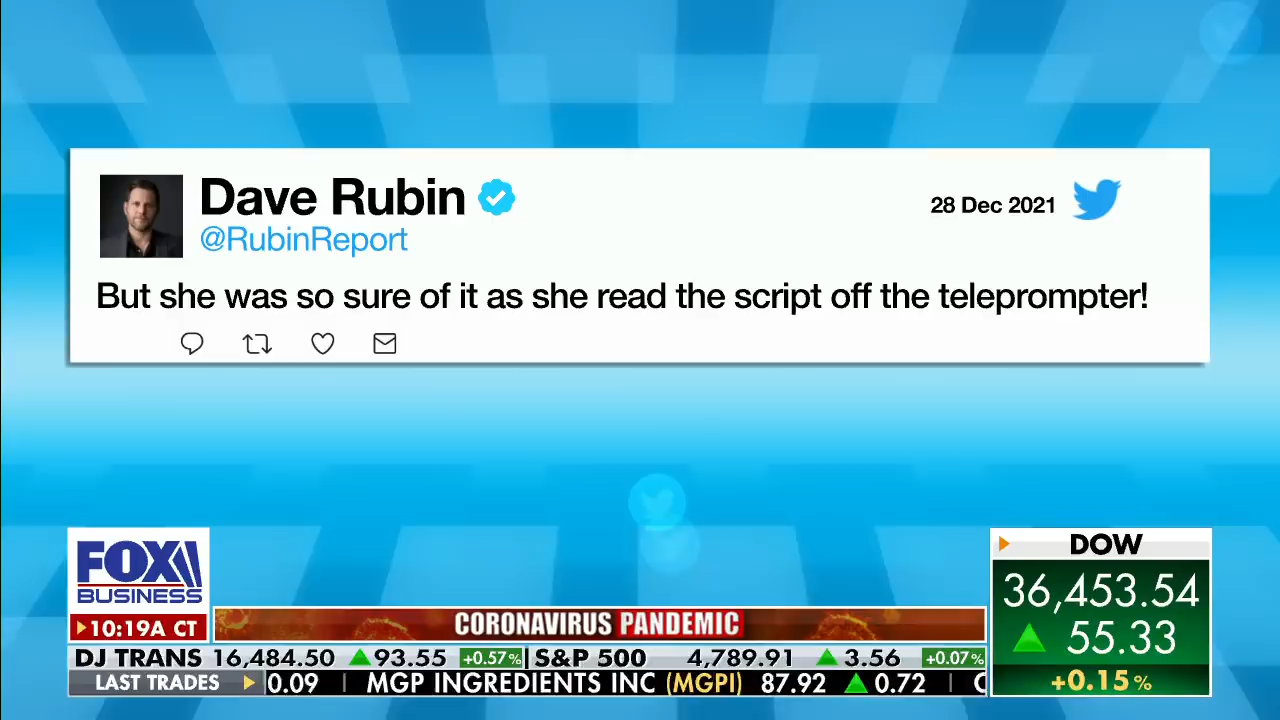 Dave Rubin
28 Dec 2021
@RubinReport
But she was so sure of it as she read the script off the teleprompter!
FOX
BUSINESS
10:19A CT
CORONAVIRUS PANDEMIC
DOW
36,453.54
55.33
+0.15%
DJ TRANS 16,484.50 93.55 +0.57% S&P 500 4,789.91 3.56 +0.07%
LAST TRADES 0.09 | MGP INGREDIENTS INC (MGPI) 87.92 0.72 |